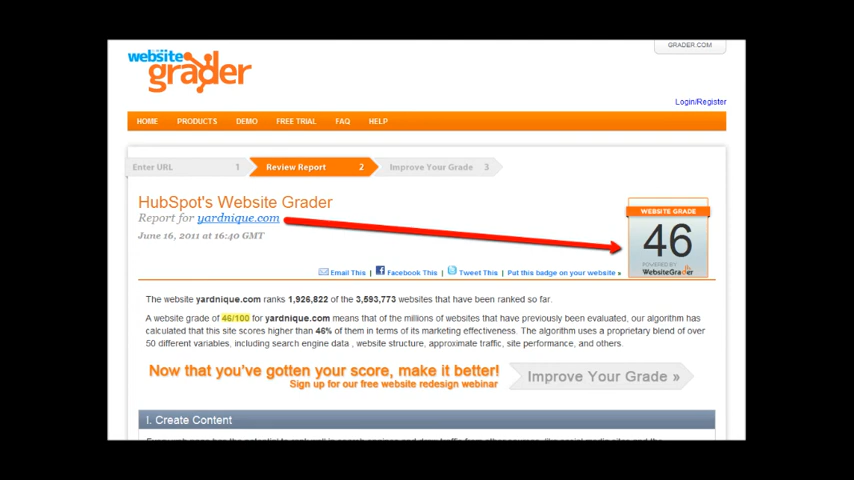 GRADER.COM
website
grader
Login/Register
HOME PRODUCTS DEMO FREE TRIAL FAQ HELP
Enter URL 1 Review Report 2 Improve Your Grade 3
HubSpot's Website Grader
Report for yardnique.com
June 16, 2011 at 16:40 GMT
WEBSITE GRADE
46
POWERED BY
WebsiteGrader
Email This | Facebook This | Tweet This | Put this badge on your website »
The website yardnique.com ranks 1,926,822 of the 3,593,773 websites that have been ranked so far.
A website grade of 46/100 for yardnique.com means that of the millions of websites that have previously been evaluated, our algorithm has
calculated that this site scores higher than 46% of them in terms of its marketing effectiveness. The algorithm uses a proprietary blend of over
50 different variables, including search engine data , website structure, approximate traffic, site performance, and others.
Now that you've gotten your score, make it better!
Sign up for our free website redesign webinar
Improve Your Grade »
I. Create Content